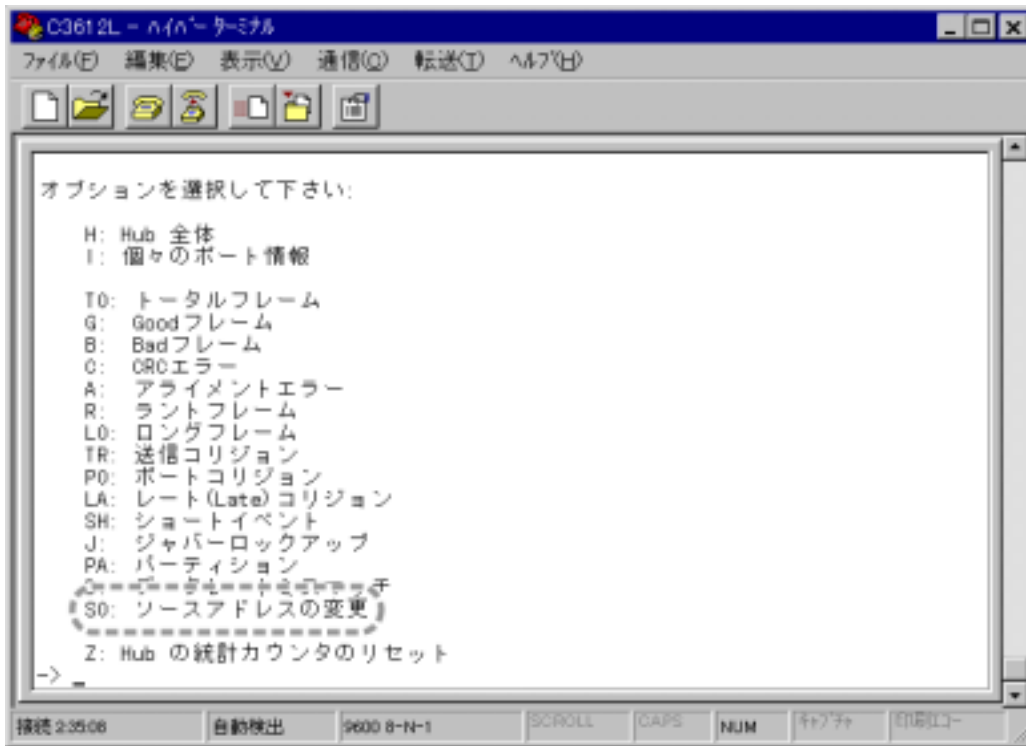 C3612L - ﾊｲﾊﾟｰ ﾀｰﾐﾅﾙ
ﾌｧｲﾙ(F) 編集(E) 表示(V) 通信(C) 転送(T) ﾍﾙﾌﾟ(H)
オプションを選択して下さい:
H: Hub 全体
I: 個々のポート情報
TO: トータルフレーム
G: Goodフレーム
B: Badフレーム
C: CRCエラー
A: アライメントエラー
R: ラントフレーム
LO: ロングフレーム
TR: 送信コリジョン
PO: ポートコリジョン
LA: レート(Late)コリジョン
SH: ショートイベント
J: ジャバーロックアップ
PA: パーティション
SO: ソースアドレスの変更
Z: Hub の統計カウンタのリセット
-> _
接続 2:35:08 自動検出 9600 8-N-1 SCROLL CAPS NUM ｷｬﾌﾟﾁｬ 印刷ｴｺｰ